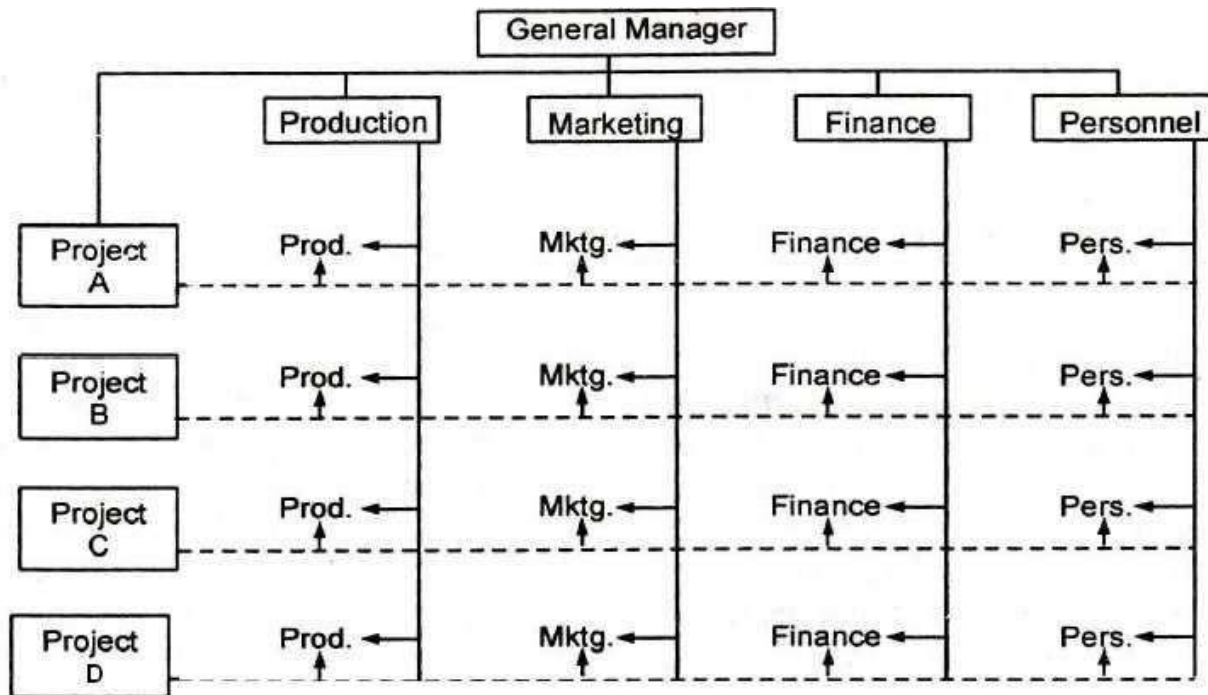 General Manager
Production Marketing Finance Personnel
Project
A
Prod. Mktg. Finance Pers.
Project
B
Prod. Mktg. Finance Pers.
Project
C
Prod. Mktg. Finance Pers.
Project
D
Prod. Mktg. Finance Pers.